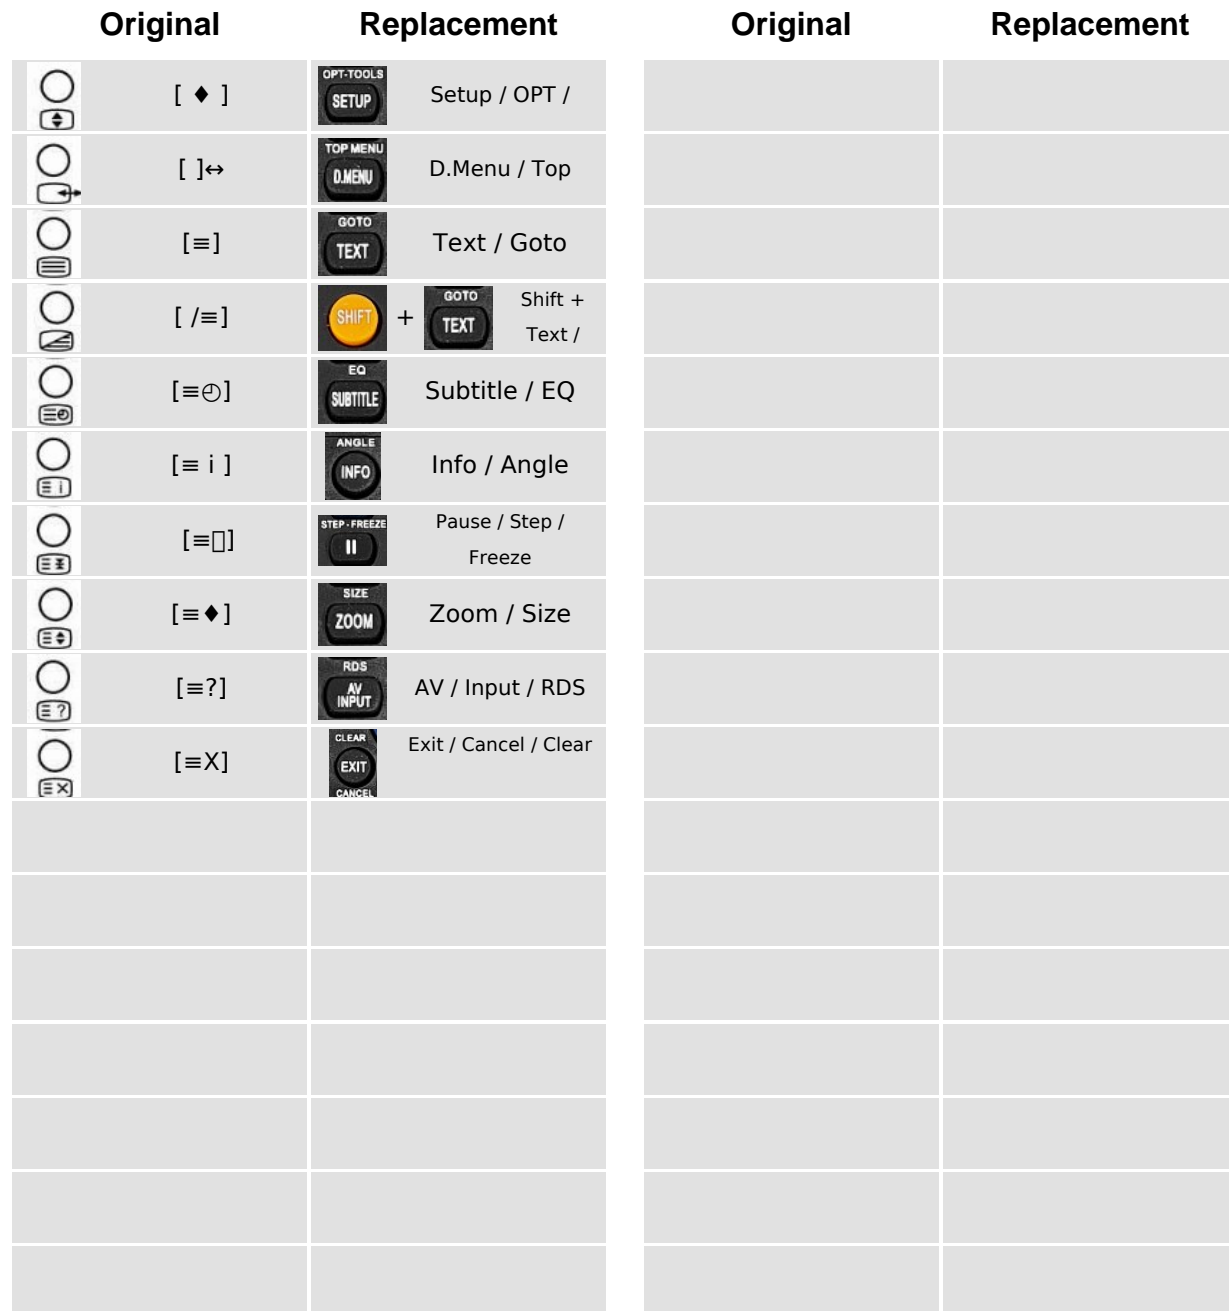 Original Replacement Original Replacement
[ ♦ ] OPT-TOOLS SETUP Setup / OPT /
[ ]↔ TOP MENU D.MENU D.Menu / Top
[≡] GOTO TEXT Text / Goto
[ /≡] SHIFT + GOTO TEXT Shift +
Text /
[≡◴] EQ SUBTITLE Subtitle / EQ
[≡ i ] ANGLE INFO Info / Angle
[≡▯] STEP-FREEZE II Pause / Step /
Freeze
[≡♦] SIZE ZOOM Zoom / Size
[≡?] RDS AV INPUT AV / Input / RDS
[≡X] CLEAR EXIT CANCEL Exit / Cancel / Clear